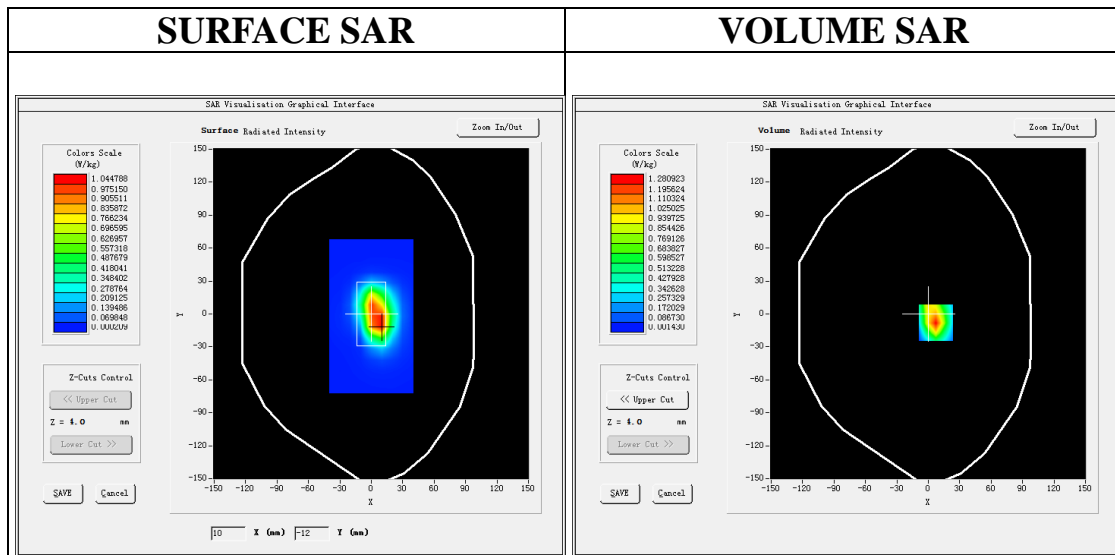 SURFACE SAR
VOLUME SAR
SAR Visualisation Graphical Interface
Surface Radiated Intensity
Zoom In/Out
Colors Scale
(W/kg)
1.044788
0.975150
0.905511
0.835872
0.766234
0.696595
0.626957
0.557318
0.487679
0.418041
0.348402
0.278764
0.209125
0.139486
0.069848
0.000209
Z-Cuts Control
<< Upper Cut
Z = 4.0 mm
Lower Cut >>
SAVE
Cancel
150
120
90
60
30
0
-30
-60
-90
-120
-150
Y
-150 -120 -90 -60 -30 0 30 60 90 120 150
X
10 X (mm) -12 Y (mm)
SAR Visualisation Graphical Interface
Volume Radiated Intensity
Zoom In/Out
Colors Scale
(W/kg)
1.280923
1.195624
1.110324
1.025025
0.939725
0.854426
0.769126
0.683827
0.598527
0.513228
0.427928
0.342628
0.257329
0.172029
0.086730
0.001430
Z-Cuts Control
<< Upper Cut
Z = 4.0 mm
Lower Cut >>
SAVE
Cancel
150
120
90
60
30
0
-30
-60
-90
-120
-150
Y
-150 -120 -90 -60 -30 0 30 60 90 120 150
X